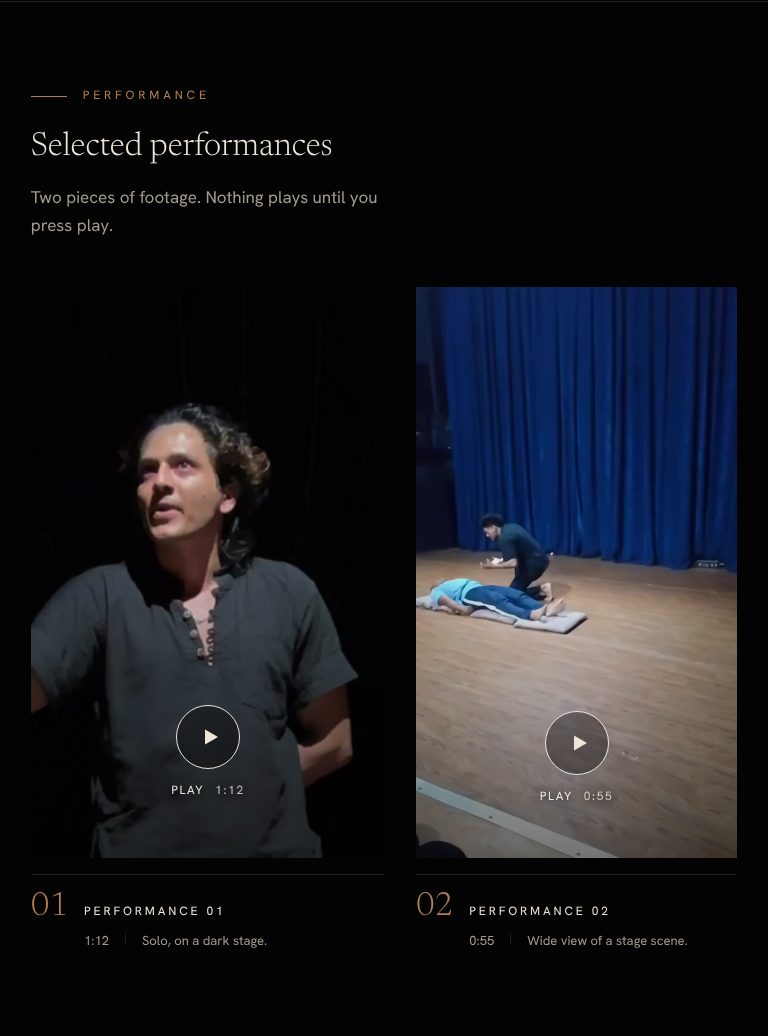 PERFORMANCE
Selected performances
Two pieces of footage. Nothing plays until you
press play.
PLAY 1:12
PLAY 0:55
01 PERFORMANCE 01
1:12 Solo, on a dark stage.
02 PERFORMANCE 02
0:55 Wide view of a stage scene.